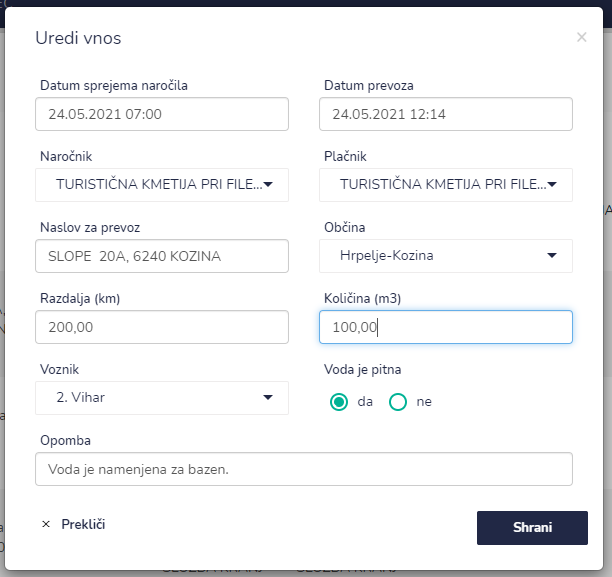 Uredi vnos
×
Datum sprejema naročila
Datum prevoza
24.05.2021 07:00
24.05.2021 12:14
Naročnik
Plačnik
TURISTIČNA KMETIJA PRI FILE...
TURISTIČNA KMETIJA PRI FILE...
Naslov za prevoz
Občina
SLOPE 20A, 6240 KOZINA
Hrpelje-Kozina
Razdalja (km)
Količina (m3)
200,00
100,00
Voznik
Voda je pitna
2. Vihar
da ne
Opomba
Voda je namenjena za bazen.
× Prekliči
Shrani